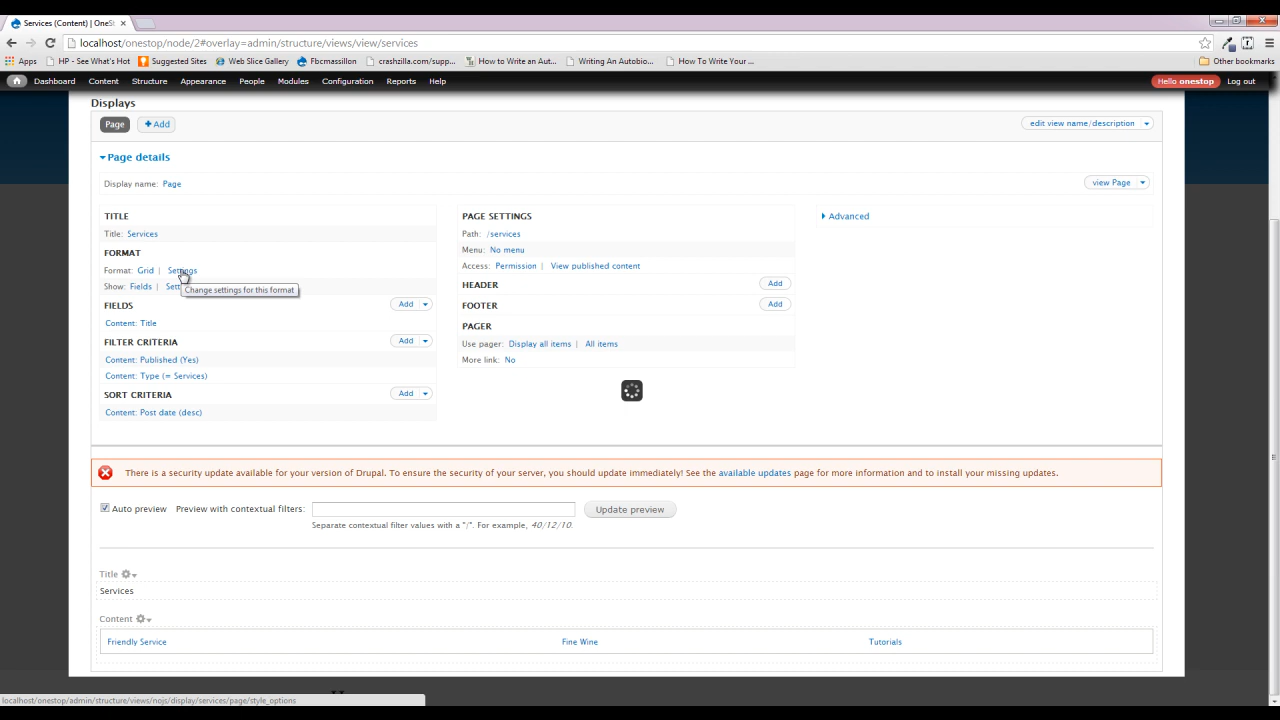 Services (Content) | OneSt
localhost/onestop/node/2#overlay=admin/structure/views/view/services
Apps HP - See What's Hot Suggested Sites Web Slice Gallery Fbcmassillon crashzilla.com/supp... How to Write an Aut... Writing An Autobio... How To Write Your ... Other bookmarks
Dashboard Content Structure Appearance People Modules Configuration Reports Help Hello onestop Log out
Displays
Page + Add edit view name/description
Page details
Display name: Page view Page
TITLE
Title: Services
FORMAT
Format: Grid | Settings
Show: Fields | Sett
Change settings for this format
FIELDS Add
Content: Title
FILTER CRITERIA Add
Content: Published (Yes)
Content: Type (= Services)
SORT CRITERIA Add
Content: Post date (desc)
PAGE SETTINGS
Path: /services
Menu: No menu
Access: Permission | View published content
HEADER Add
FOOTER Add
PAGER
Use pager: Display all items | All items
More link: No
Advanced
There is a security update available for your version of Drupal. To ensure the security of your server, you should update immediately! See the available updates page for more information and to install your missing updates.
Auto preview Preview with contextual filters: Update preview
Separate contextual filter values with a "/". For example, 40/12/10.
Title
Services
Content
Friendly Service Fine Wine Tutorials
localhost/onestop/admin/structure/views/nojs/display/services/page/style_options